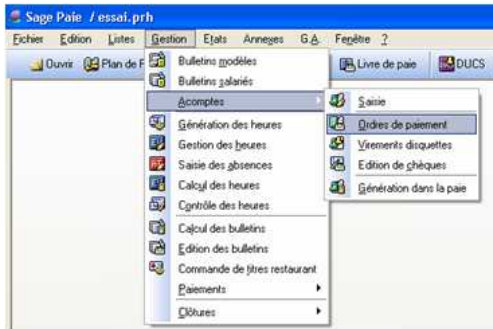 Sage Paie / essai.prh
Fichier Edition Listes Gestion Etats Annexes G.A. Fenêtre ?
Ouvrir Plan de P Livre de paie DUCS
Bulletins modèles
Bulletins salariés
Acomptes
Génération des heures
Gestion des heures
Saisie des absences
Calcul des heures
Contrôle des heures
Calcul des bulletins
Edition des bulletins
Commande de titres restaurant
Paiements
Clôtures
Saisie
Ordres de paiement
Virements disquettes
Edition de chèques
Génération dans la paie